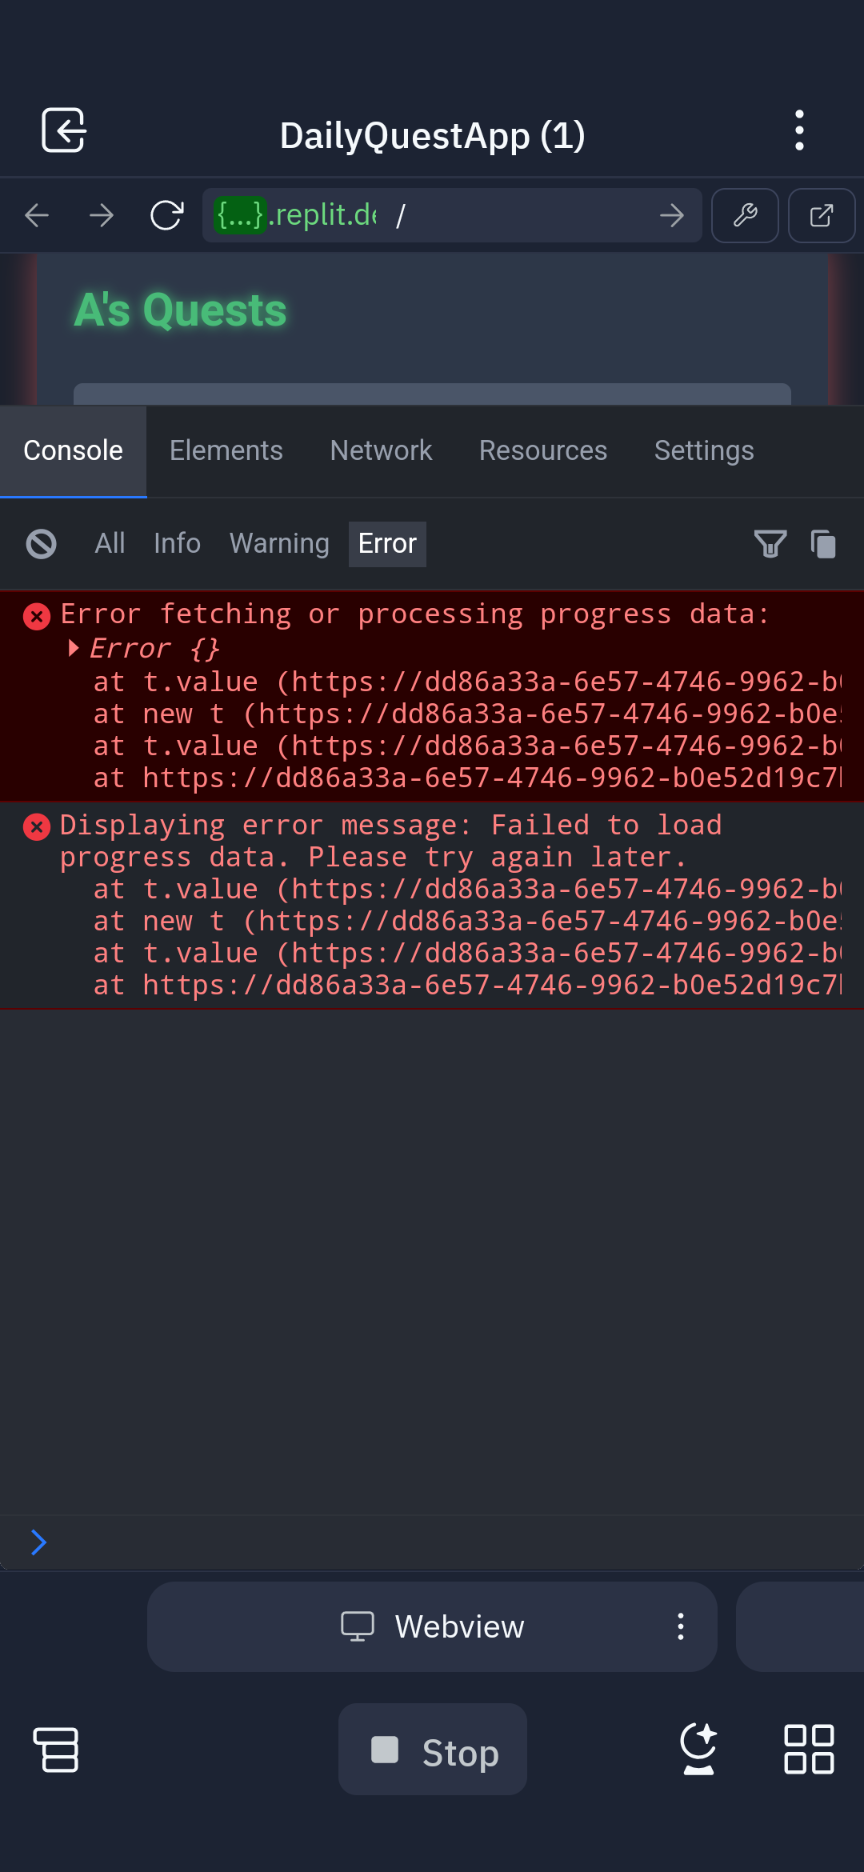 DailyQuestApp (1)
{...}.replit.de /
A's Quests
Console Elements Network Resources Settings
All Info Warning Error
Error fetching or processing progress data:
Error {}
at t.value (https://dd86a33a-6e57-4746-9962-b
at new t (https://dd86a33a-6e57-4746-9962-b0e
at t.value (https://dd86a33a-6e57-4746-9962-b
at https://dd86a33a-6e57-4746-9962-b0e52d19c7
Displaying error message: Failed to load
progress data. Please try again later.
at t.value (https://dd86a33a-6e57-4746-9962-b
at new t (https://dd86a33a-6e57-4746-9962-b0e
at t.value (https://dd86a33a-6e57-4746-9962-b
at https://dd86a33a-6e57-4746-9962-b0e52d19c7
Webview
Stop